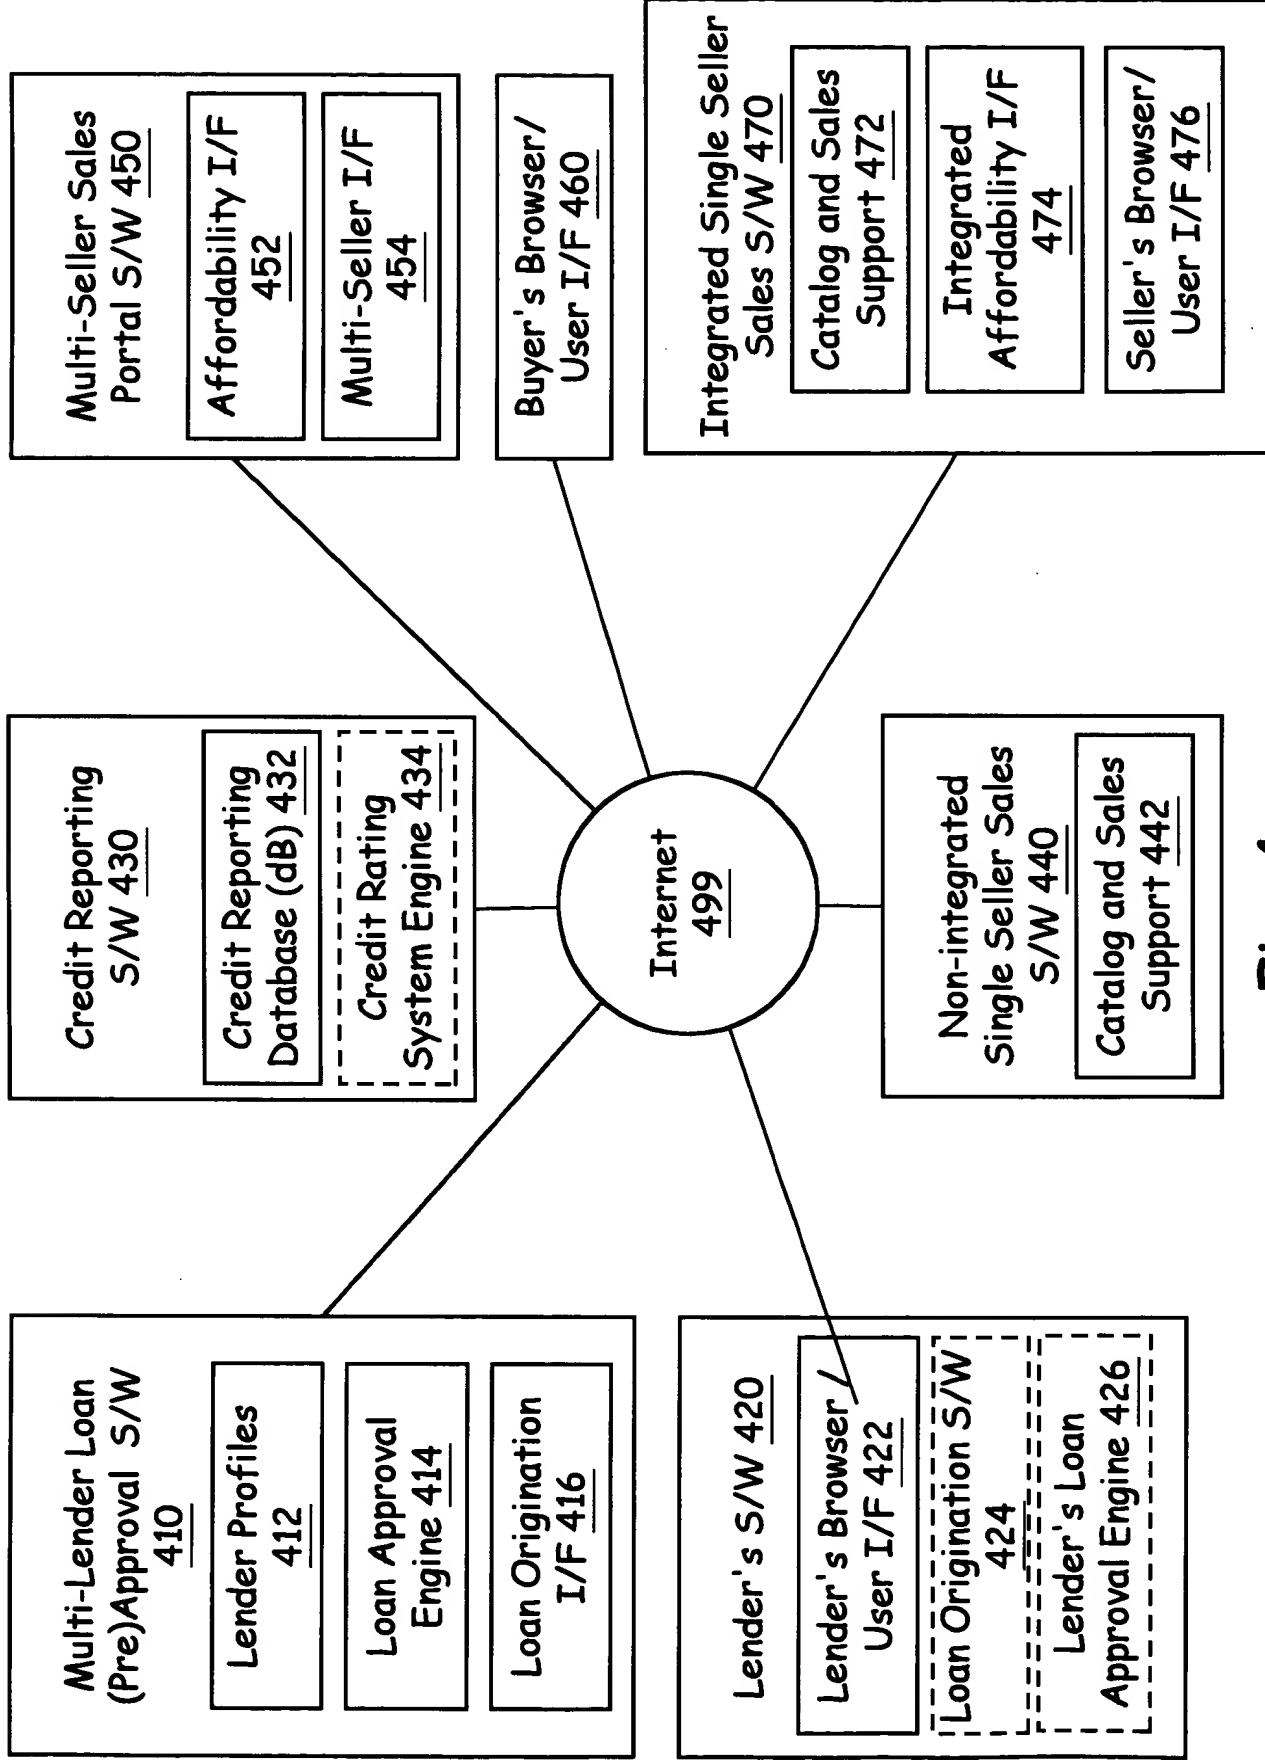 Multi-Lender Loan
(Pre)Approval S/W
410
Lender Profiles
412
Loan Approval
Engine 414
Loan Origination
I/F 416
Lender's S/W 420
Lender's Browser /
User I/F 422
Loan Origination S/W
424
Lender's Loan
Approval Engine 426
Credit Reporting
S/W 430
Credit Reporting
Database (dB) 432
Credit Rating
System Engine 434
Internet
499
Non-integrated
Single Seller Sales
S/W 440
Catalog and Sales
Support 442
Multi-Seller Sales
Portal S/W 450
Affordability I/F
452
Multi-Seller I/F
454
Buyer's Browser/
User I/F 460
Integrated Single Seller
Sales S/W 470
Catalog and Sales
Support 472
Integrated
Affordability I/F
474
Seller's Browser/
User I/F 476